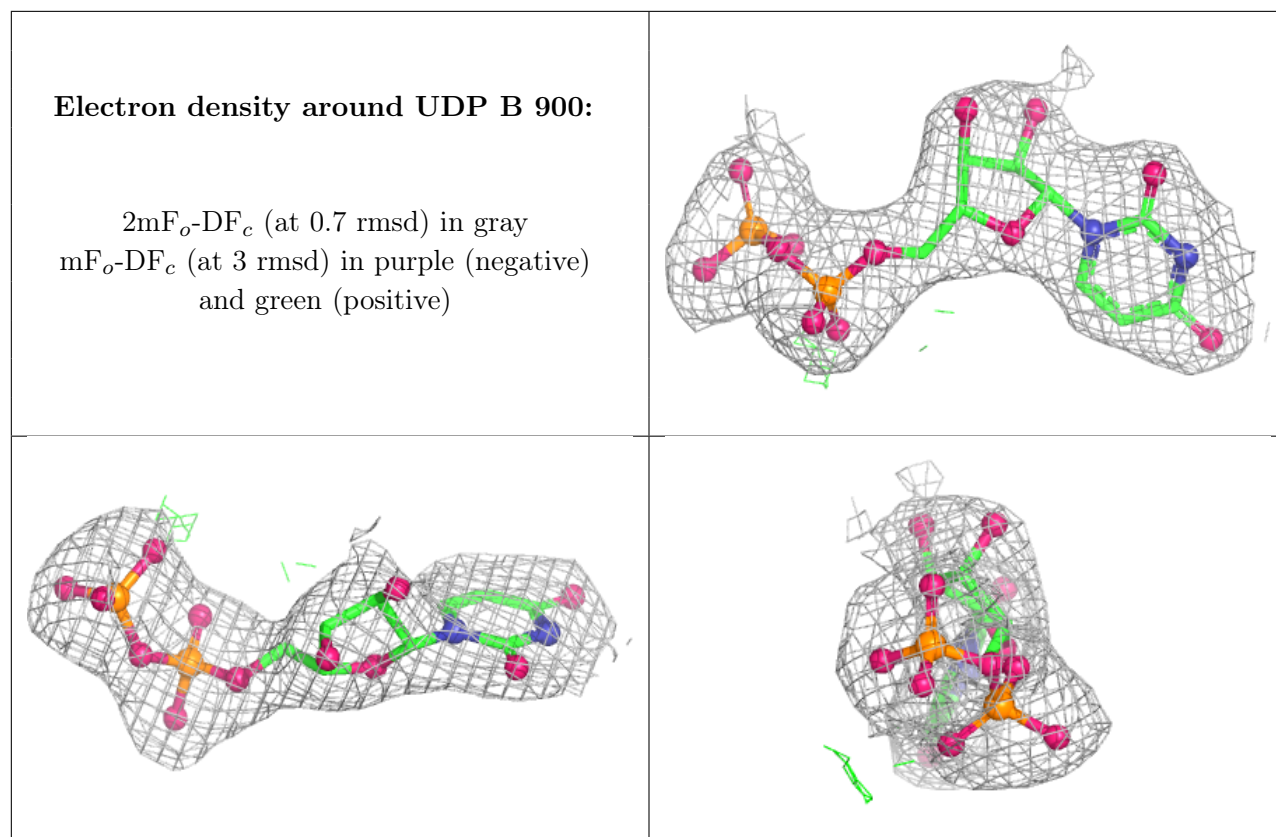 Electron density around UDP B 900:
2mFo-DFc (at 0.7 rmsd) in gray
mFo-DFc (at 3 rmsd) in purple (negative)
and green (positive)